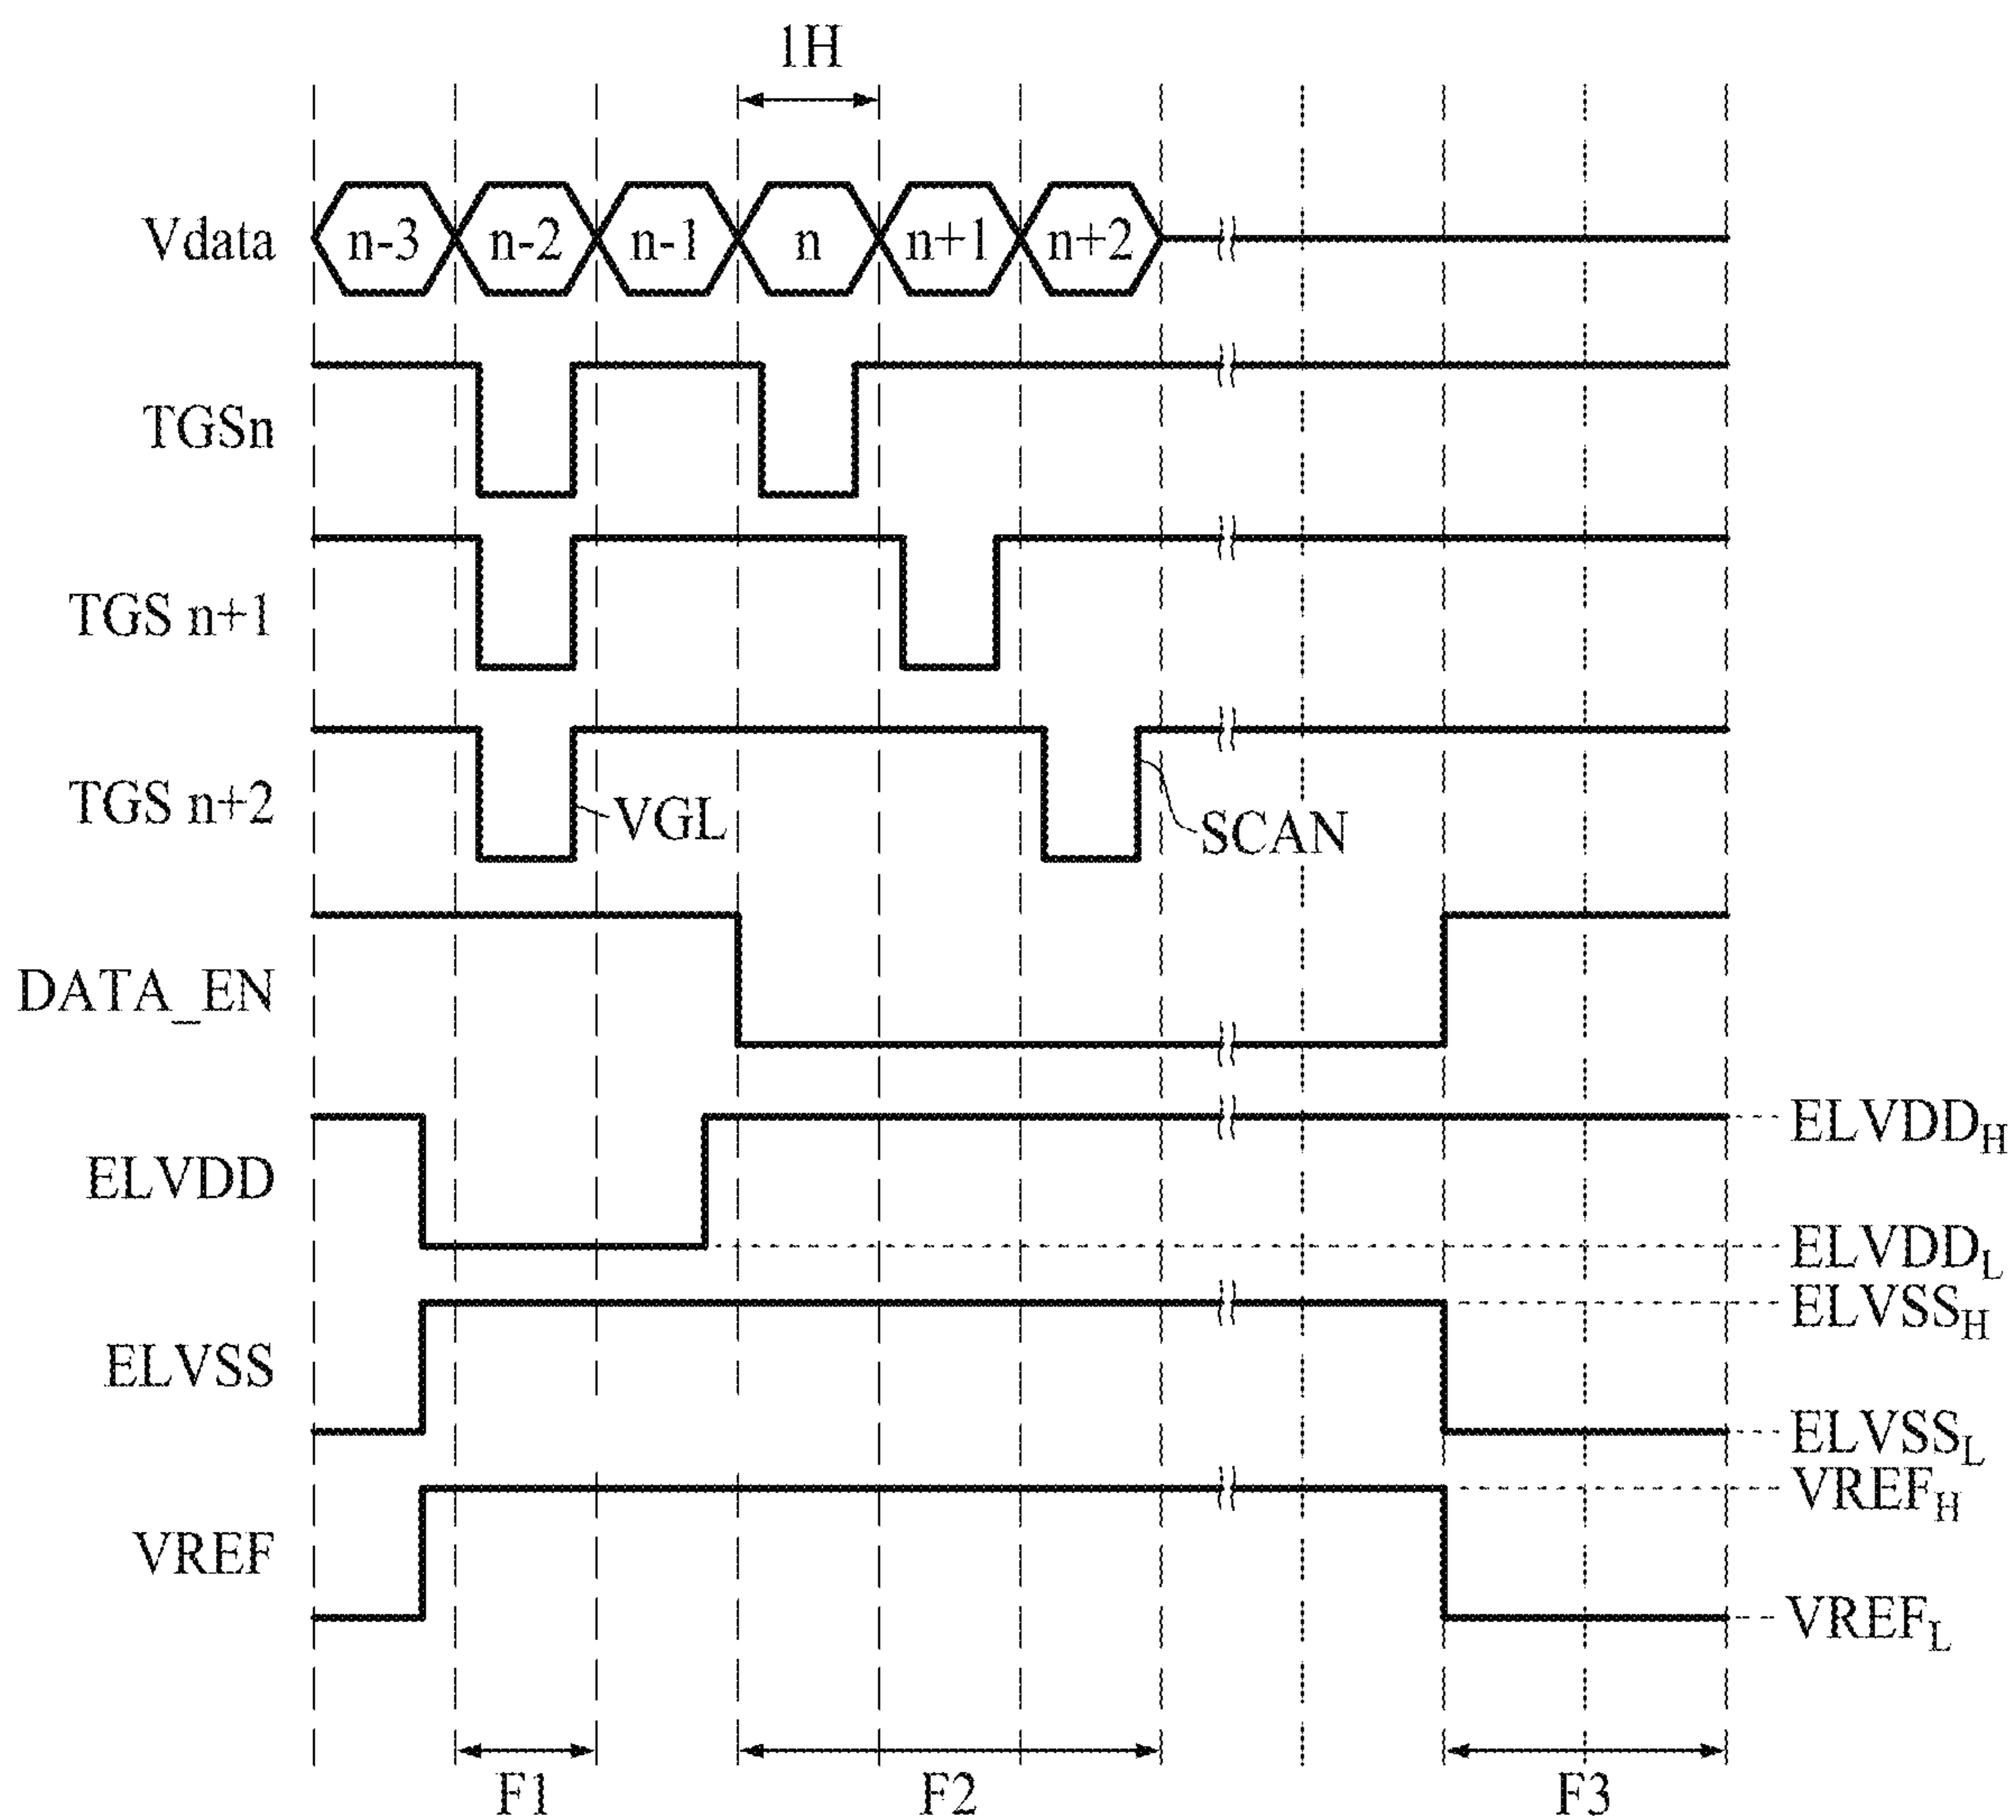 1H
Vdata
n-3 n-2 n-1 n n+1 n+2
TGSn
TGS n+1
TGS n+2
VGL
SCAN
DATA_EN
ELVDD
ELVDDH
ELVDDL
ELVSS
ELVSSH
ELVSSL
VREF
VREFH
VREFL
F1 F2 F3